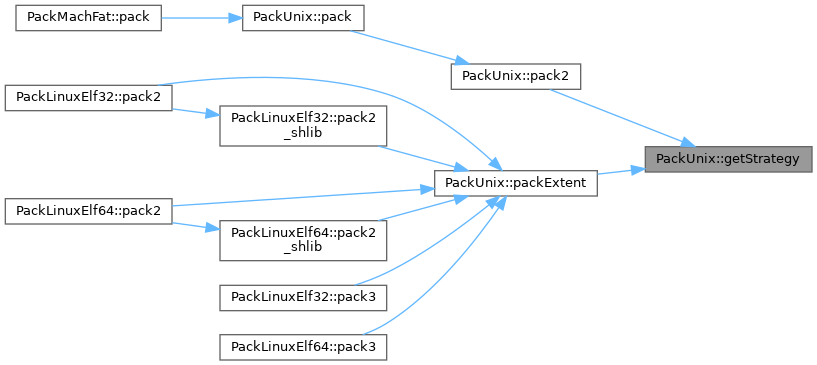 PackMachFat::pack
PackUnix::pack
PackUnix::pack2
PackLinuxElf32::pack2
PackLinuxElf32::pack2
_shlib
PackUnix::getStrategy
PackUnix::packExtent
PackLinuxElf64::pack2
PackLinuxElf64::pack2
_shlib
PackLinuxElf32::pack3
PackLinuxElf64::pack3